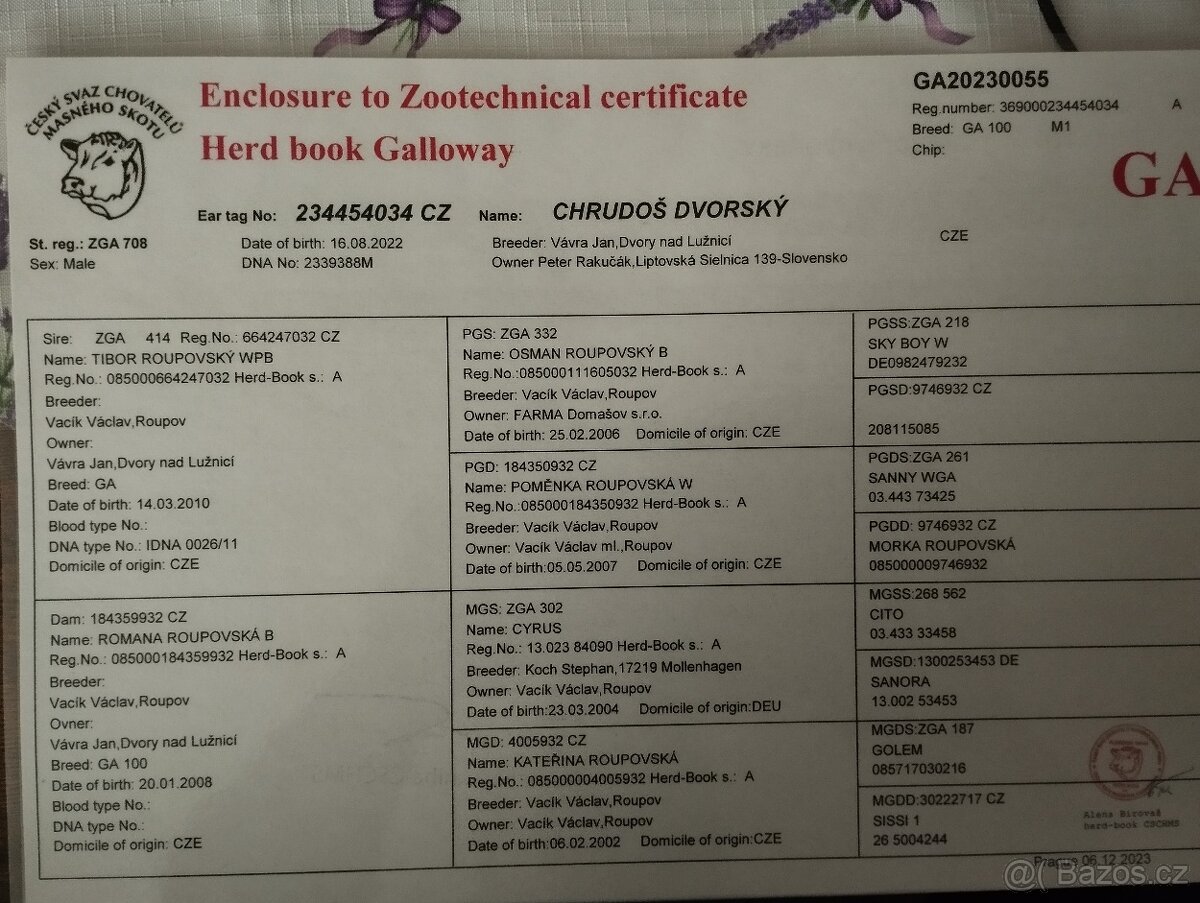 ČESKÝ SVAZ CHOVATELŮ
MASNÉHO SKOTU
Enclosure to Zootechnical certificate
Herd book Galloway
GA20230055
Reg.number: 369000234454034 A
Breed: GA 100 M1
Chip:
GA
Ear tag No: 234454034 CZ Name: CHRUDOŠ DVORSKÝ
St. reg.: ZGA 708 Date of birth: 16.08.2022 Breeder: Vávra Jan,Dvory nad Lužnicí CZE
Sex: Male DNA No: 2339388M Owner Peter Rakučák,Liptovská Sielnica 139-Slovensko
Sire: ZGA 414 Reg.No.: 664247032 CZ
Name: TIBOR ROUPOVSKÝ WPB
Reg.No.: 085000664247032 Herd-Book s.: A
Breeder:
Vacík Václav,Roupov
Owner:
Vávra Jan,Dvory nad Lužnicí
Breed: GA
Date of birth: 14.03.2010
Blood type No.:
DNA type No.: IDNA 0026/11
Domicile of origin: CZE
Dam: 184359932 CZ
Name: ROMANA ROUPOVSKÁ B
Reg.No.: 085000184359932 Herd-Book s.: A
Breeder:
Vacík Václav,Roupov
Ovner:
Vávra Jan,Dvory nad Lužnicí
Breed: GA 100
Date of birth: 20.01.2008
Blood type No.:
DNA type No.:
Domicile of origin: CZE
PGS: ZGA 332
Name: OSMAN ROUPOVSKÝ B
Reg.No.:085000111605032 Herd-Book s.: A
Breeder: Vacík Václav,Roupov
Owner: FARMA Domašov s.r.o.
Date of birth: 25.02.2006 Domicile of origin: CZE
PGD: 184350932 CZ
Name: POMĚNKA ROUPOVSKÁ W
Reg.No.:085000184350932 Herd-Book s.: A
Breeder: Vacík Václav,Roupov
Owner: Vacík Václav ml.,Roupov
Date of birth:05.05.2007 Domicile of origin: CZE
MGS: ZGA 302
Name: CYRUS
Reg.No.: 13.023 84090 Herd-Book s.: A
Breeder: Koch Stephan,17219 Mollenhagen
Owner: Vacík Václav,Roupov
Date of birth:23.03.2004 Domicile of origin:DEU
MGD: 4005932 CZ
Name: KATEŘINA ROUPOVSKÁ
Reg.No.: 085000004005932 Herd-Book s.: A
Breeder: Vacík Václav,Roupov
Owner: Vacík Václav,Roupov
Date of birth:06.02.2002 Domicile of origin:CZE
PGSS:ZGA 218
SKY BOY W
DE0982479232
PGSD:9746932 CZ
208115085
PGDS:ZGA 261
SANNY WGA
03.443 73425
PGDD: 9746932 CZ
MORKA ROUPOVSKÁ
085000009746932
MGSS:268 562
CITO
03.433 33458
MGSD:1300253453 DE
SANORA
13.002 53453
MGDS:ZGA 187
GOLEM
085717030216
MGDD:30222717 CZ
SISSI 1
26 5004244
Alena Bírovaš
herd-book CSCHMS
Prague 06.12.2023
@( Bazos.cz